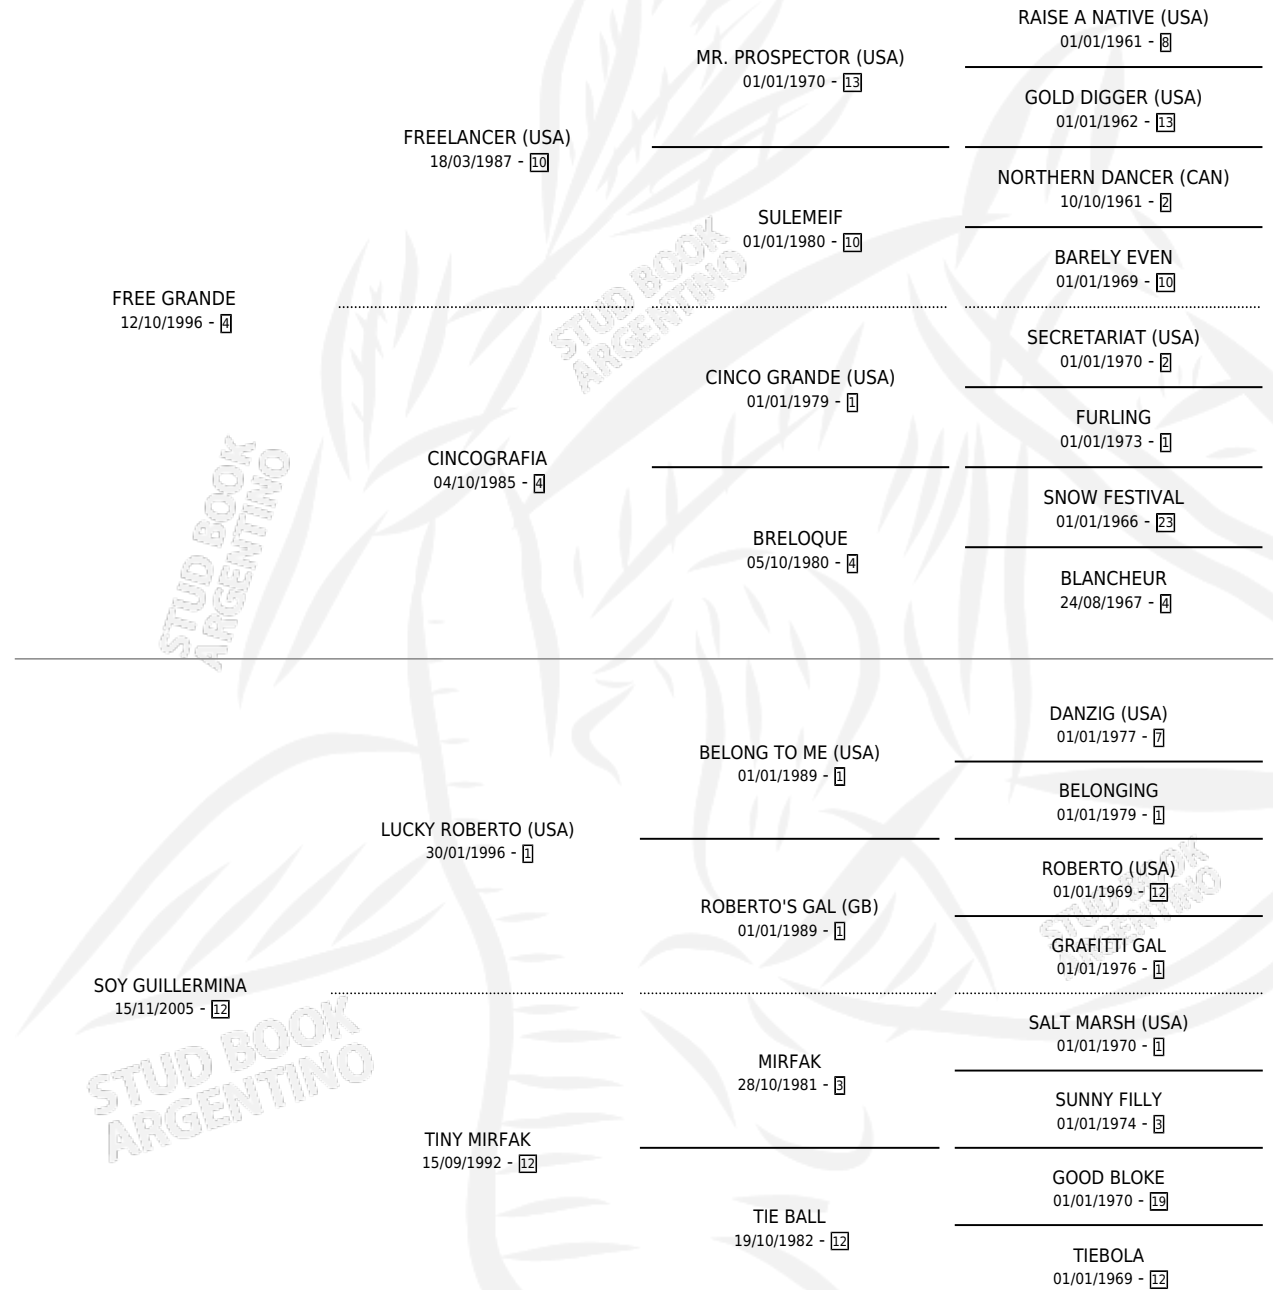 RAISE A NATIVE (USA)
01/01/1961 - 8
MR. PROSPECTOR (USA)
01/01/1970 - 13
GOLD DIGGER (USA)
01/01/1962 - 13
FREELANCER (USA)
18/03/1987 - 10
NORTHERN DANCER (CAN)
10/10/1961 - 2
SULEMEIF
01/01/1980 - 10
BARELY EVEN
01/01/1969 - 10
FREE GRANDE
12/10/1996 - 4
STUD BOOK
ARGENTINO
SECRETARIAT (USA)
01/01/1970 - 2
CINCO GRANDE (USA)
01/01/1979 - 1
FURLING
01/01/1973 - 1
CINCOGRAFIA
04/10/1985 - 4
SNOW FESTIVAL
01/01/1966 - 23
BRELOQUE
05/10/1980 - 4
BLANCHEUR
24/08/1967 - 4
STUD BOOK
ARGENTINO
DANZIG (USA)
01/01/1977 - 7
BELONG TO ME (USA)
01/01/1989 - 1
BELONGING
01/01/1979 - 1
LUCKY ROBERTO (USA)
30/01/1996 - 1
ROBERTO (USA)
01/01/1969 - 12
ROBERTO'S GAL (GB)
01/01/1989 - 1
GRAFITTI GAL
01/01/1976 - 1
STUD BOOK
ARGENTINO
SOY GUILLERMINA
15/11/2005 - 12
STUD BOOK
ARGENTINO
SALT MARSH (USA)
01/01/1970 - 1
MIRFAK
28/10/1981 - 3
SUNNY FILLY
01/01/1974 - 3
TINY MIRFAK
15/09/1992 - 12
GOOD BLOKE
01/01/1970 - 19
TIE BALL
19/10/1982 - 12
TIEBOLA
01/01/1969 - 12